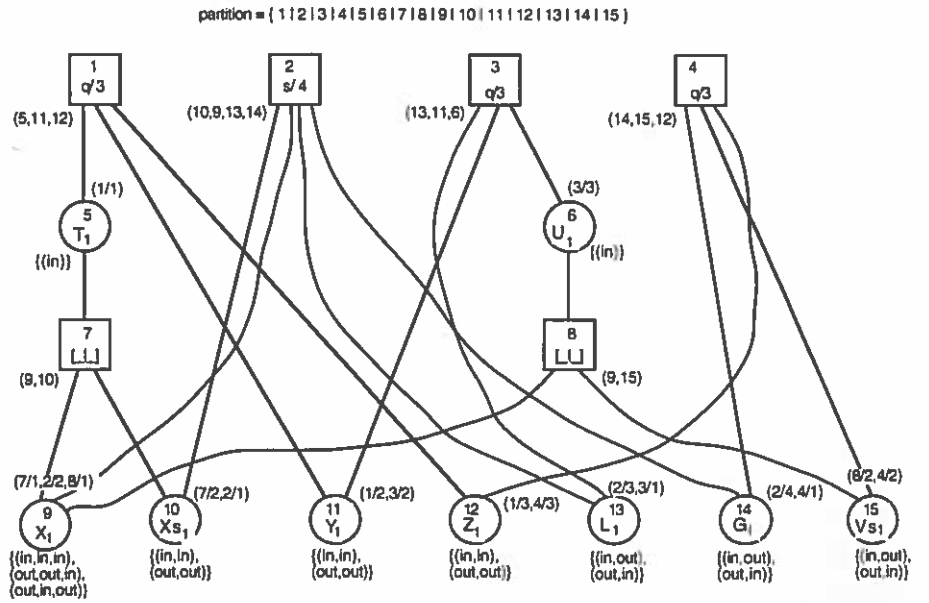 partition = { 1 | 2 | 3 | 4 | 5 | 6 | 7 | 8 | 9 | 10 | 11 | 12 | 13 | 14 | 15 }
1
q/3
2
s/4
3
q/3
4
q/3
(5,11,12)
(10,9,13,14)
(13,11,6)
(14,15,12)
(1/1)
(3/3)
5
T1
6
U1
{(in)}
{(in)}
7
[_|_]
8
[_|_]
(9,10)
(9,15)
(7/1,2/2,8/1)
(7/2,2/1)
(1/2,3/2)
(1/3,4/3)
(2/3,3/1)
(2/4,4/1)
(8/2,4/2)
9
X1
10
Xs1
11
Y1
12
Z1
13
L1
14
G1
15
Vs1
{(in,in,in),
(out,out,in),
(out,in,out)}
{(in,in),
(out,out)}
{(in,in),
(out,out)}
{(in,in),
(out,out)}
{(in,out),
(out,in)}
{(in,out),
(out,in)}
{(in,out),
(out,in)}